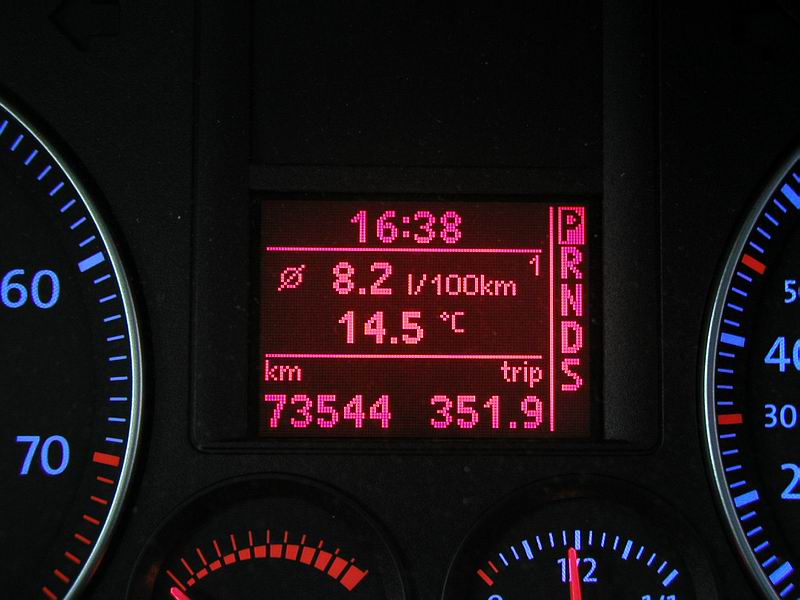 16:38
1
Ø 8.2 l/100km
14.5 °C
km trip
73544 351.9
P
R
N
D
S
60
70
40
30
1/2